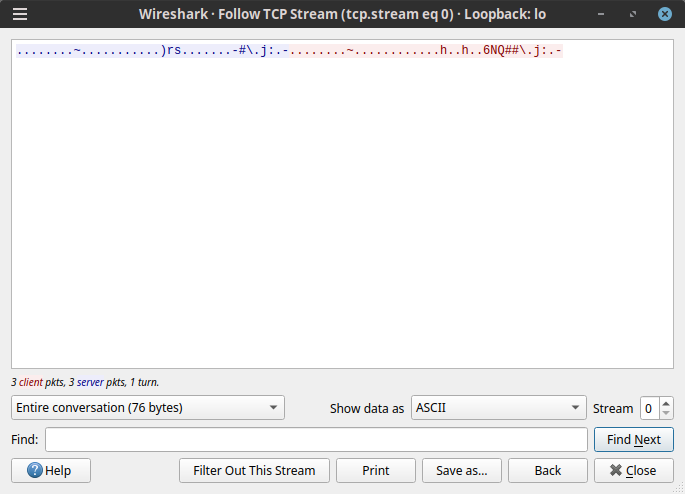 Wireshark · Follow TCP Stream (tcp.stream eq 0) · Loopback: lo
........~...........)rs.......-#\.j:.-........~............h..h..6NQ##\.j:.-
3 client pkts, 3 server pkts, 1 turn.
Entire conversation (76 bytes) Show data as ASCII Stream 0
Find: Find Next
Help Filter Out This Stream Print Save as... Back Close